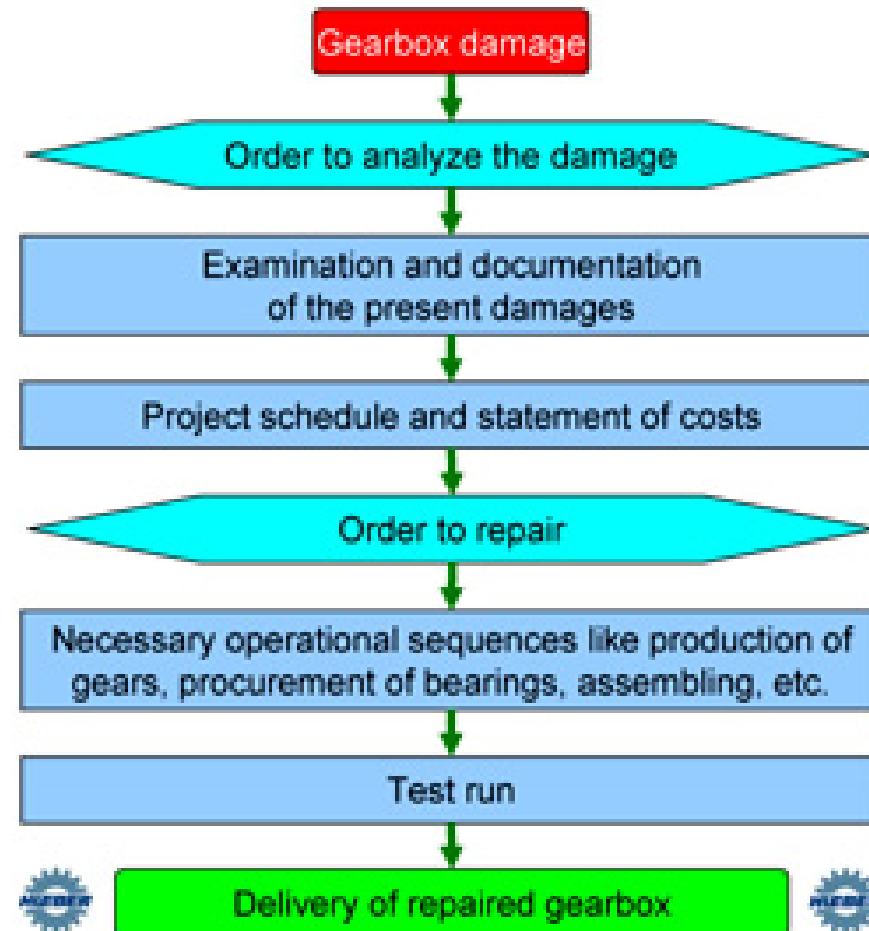 Gearbox damage
Order to analyze the damage
Examination and documentation
of the present damages
Project schedule and statement of costs
Order to repair
Necessary operational sequences like production of
gears, procurement of bearings, assembling, etc.
Test run
Delivery of repaired gearbox